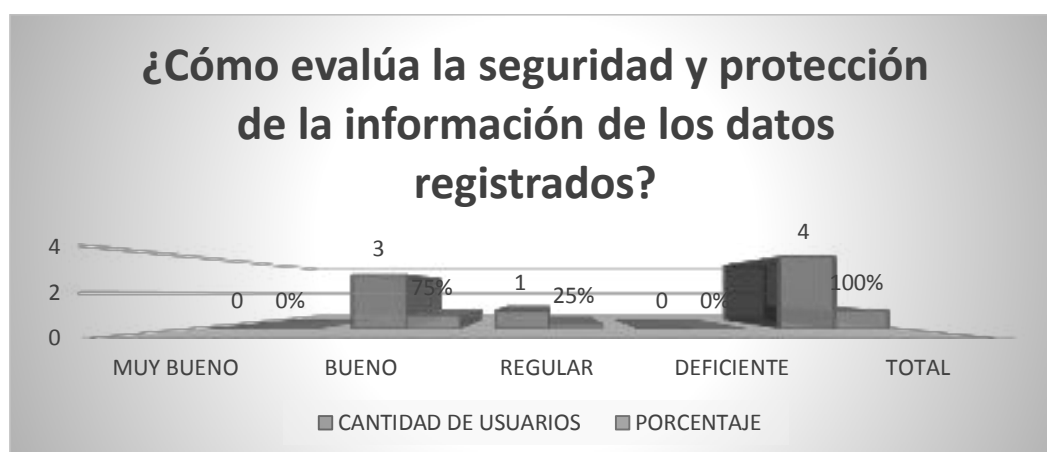 ¿Cómo evalúa la seguridad y protección
de la información de los datos
registrados?
4
2
0
0 0% 3 75% 1 25% 0 0% 4 100%
MUY BUENO BUENO REGULAR DEFICIENTE TOTAL
CANTIDAD DE USUARIOS PORCENTAJE